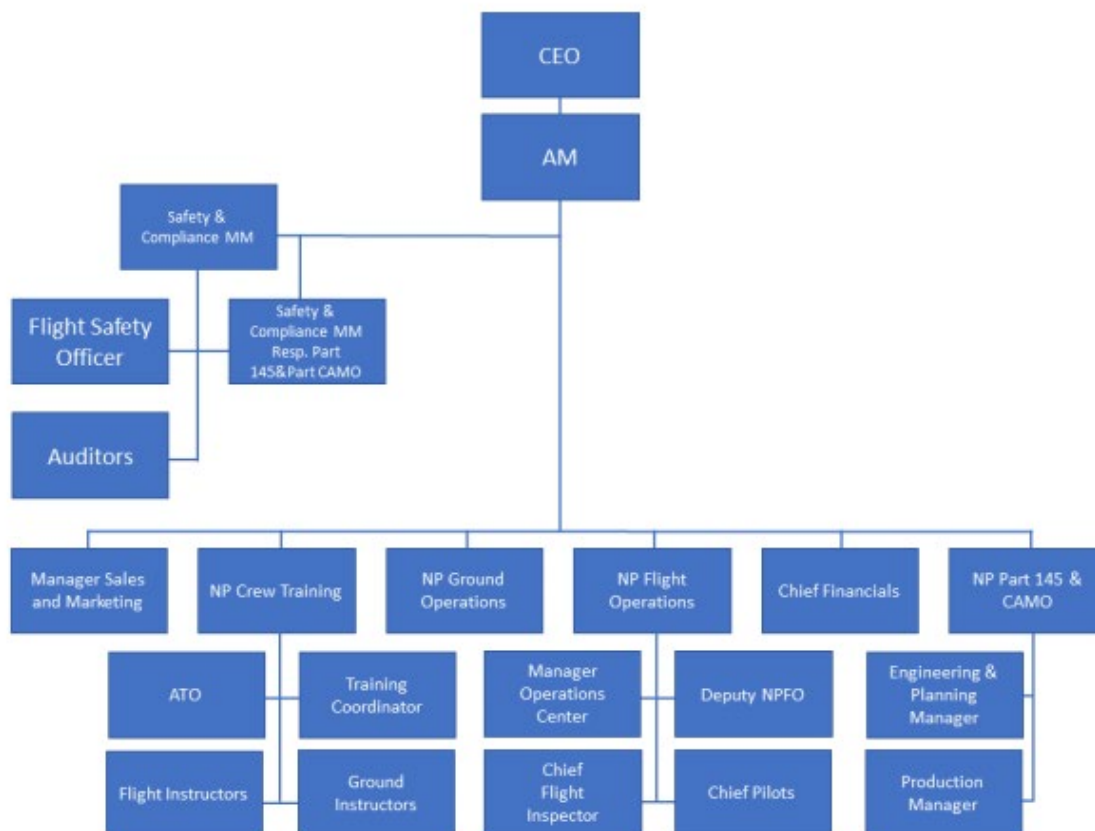 CEO
AM
Safety &
Compliance MM
Flight Safety
Officer
Safety &
Compliance MM
Resp. Part
145&Part CAMO
Auditors
Manager Sales
and Marketing
NP Crew Training
NP Ground
Operations
NP Flight
Operations
Chief Financials
NP Part 145 &
CAMO
ATO
Training
Coordinator
Manager
Operations
Center
Deputy NPFO
Engineering &
Planning
Manager
Flight Instructors
Ground
Instructors
Chief
Flight
Inspector
Chief Pilots
Production
Manager